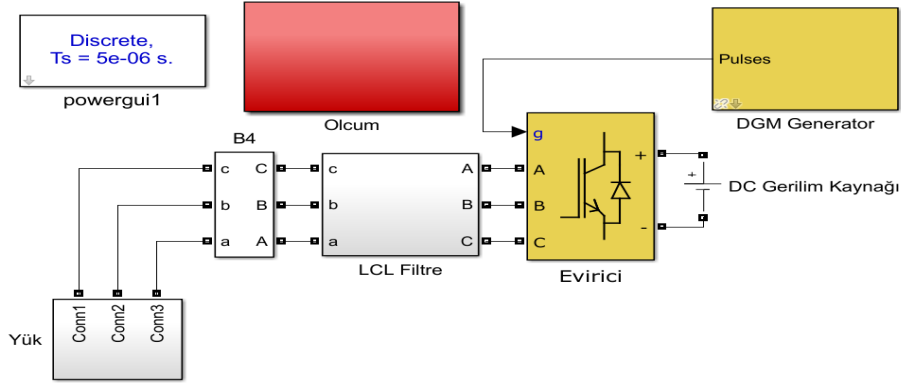 Discrete,
Ts = 5e-06 s.
powergui1
Olcum
Pulses
DGM Generator
B4
c C
b B
a A
c A
b B
a C
LCL Filtre
g
A +
B
C -
Evirici
+
DC Gerilim Kaynağı
Conn1
Conn2
Conn3
Yük